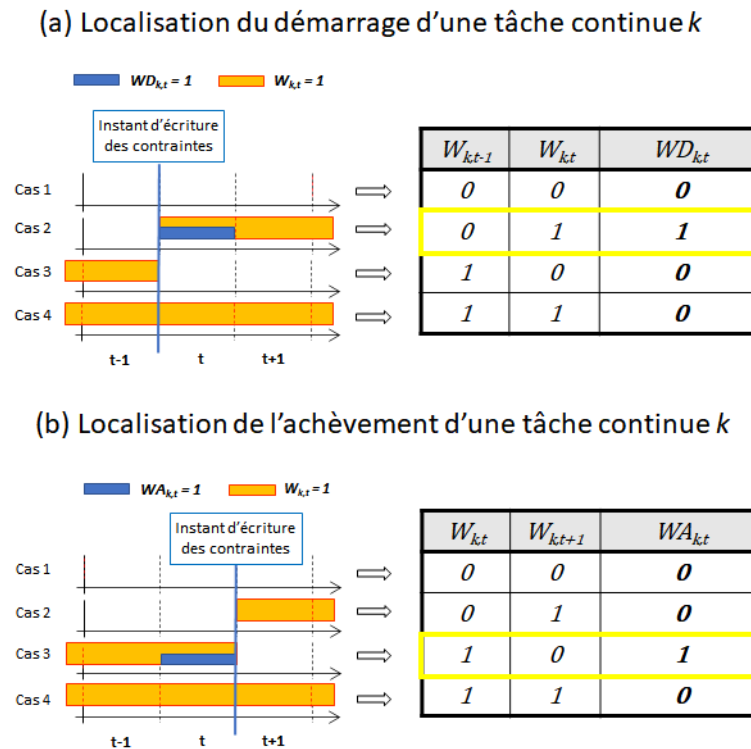 (a) Localisation du démarrage d'une tâche continue k
WD_{k,t} = 1 W_{k,t} = 1
Instant d'écriture
des contraintes
W_{k,t-1} W_{k,t} WD_{k,t}
Cas 1 0 0 0
Cas 2 0 1 1
Cas 3 1 0 0
Cas 4 1 1 0
t-1 t t+1
(b) Localisation de l'achèvement d'une tâche continue k
WA_{k,t} = 1 W_{k,t} = 1
Instant d'écriture
des contraintes
W_{k,t} W_{k,t+1} WA_{k,t}
Cas 1 0 0 0
Cas 2 0 1 0
Cas 3 1 0 1
Cas 4 1 1 0
t-1 t t+1